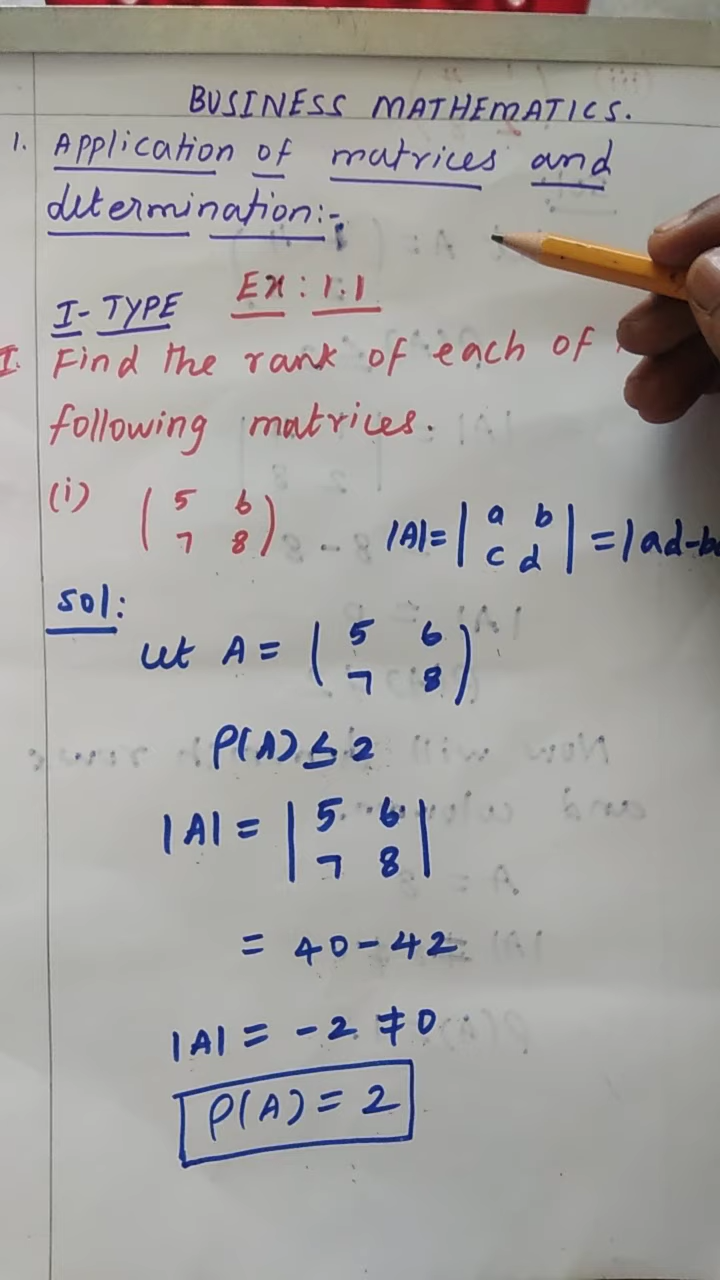 BUSINESS MATHEMATICS.
1. Application of matrices and
determination:-
I-TYPE Ex: 1.1
I. Find the rank of each of
following matrices.
(i) ( 5 6
7 8 )
|A|= | a b
c d | = |ad-b
Sol:
Let A = ( 5 6
7 8 )
ρ(A) ≤ 2
|A| = | 5 6
7 8 |
= 40-42
|A| = -2 ≠ 0
ρ(A) = 2